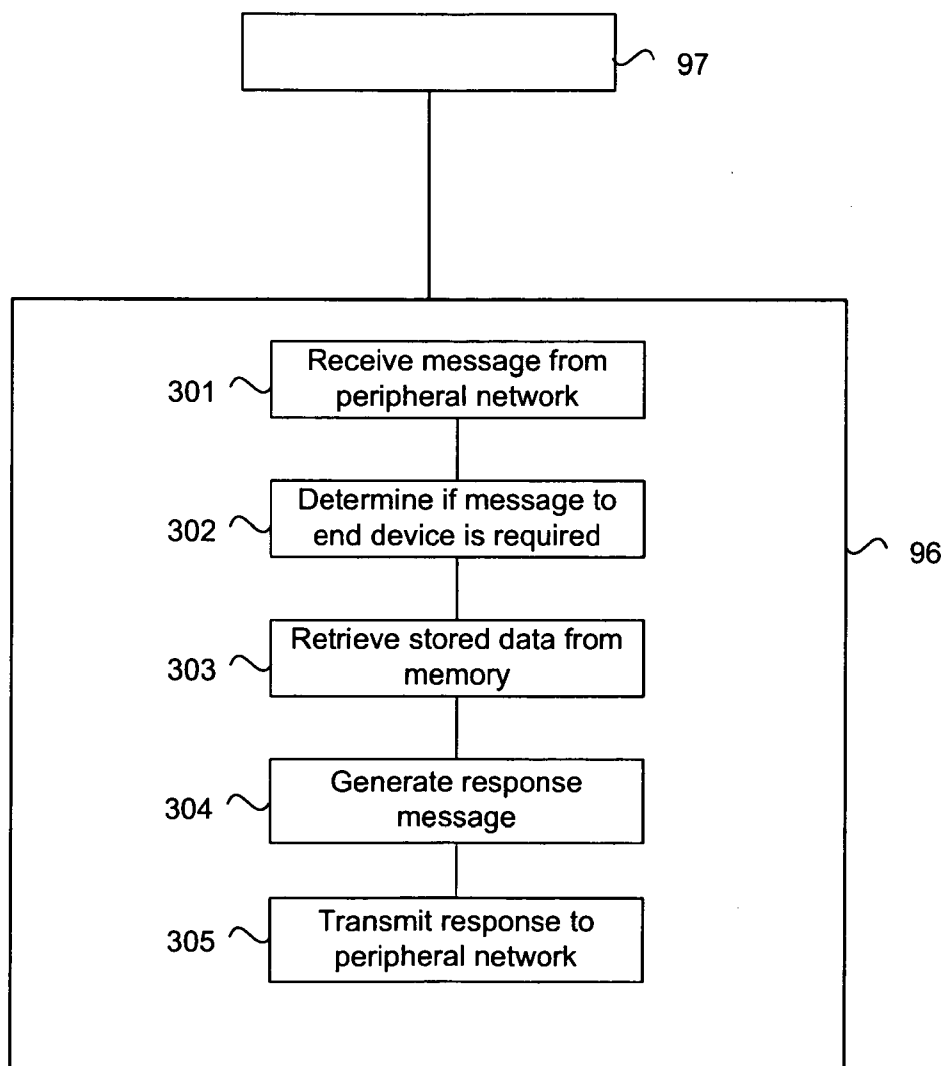 97
Receive message from
peripheral network
301
Determine if message to
end device is required
302
96
Retrieve stored data from
memory
303
Generate response
message
304
Transmit response to
peripheral network
305